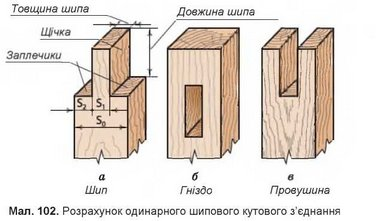 Товщина шипа
Довжина шипа
Щічка
Заплечики
S₂ S₁
S₀
а б в
Шип Гніздо Провушина
Мал. 102. Розрахунок одинарного шипового кутового з'єднання